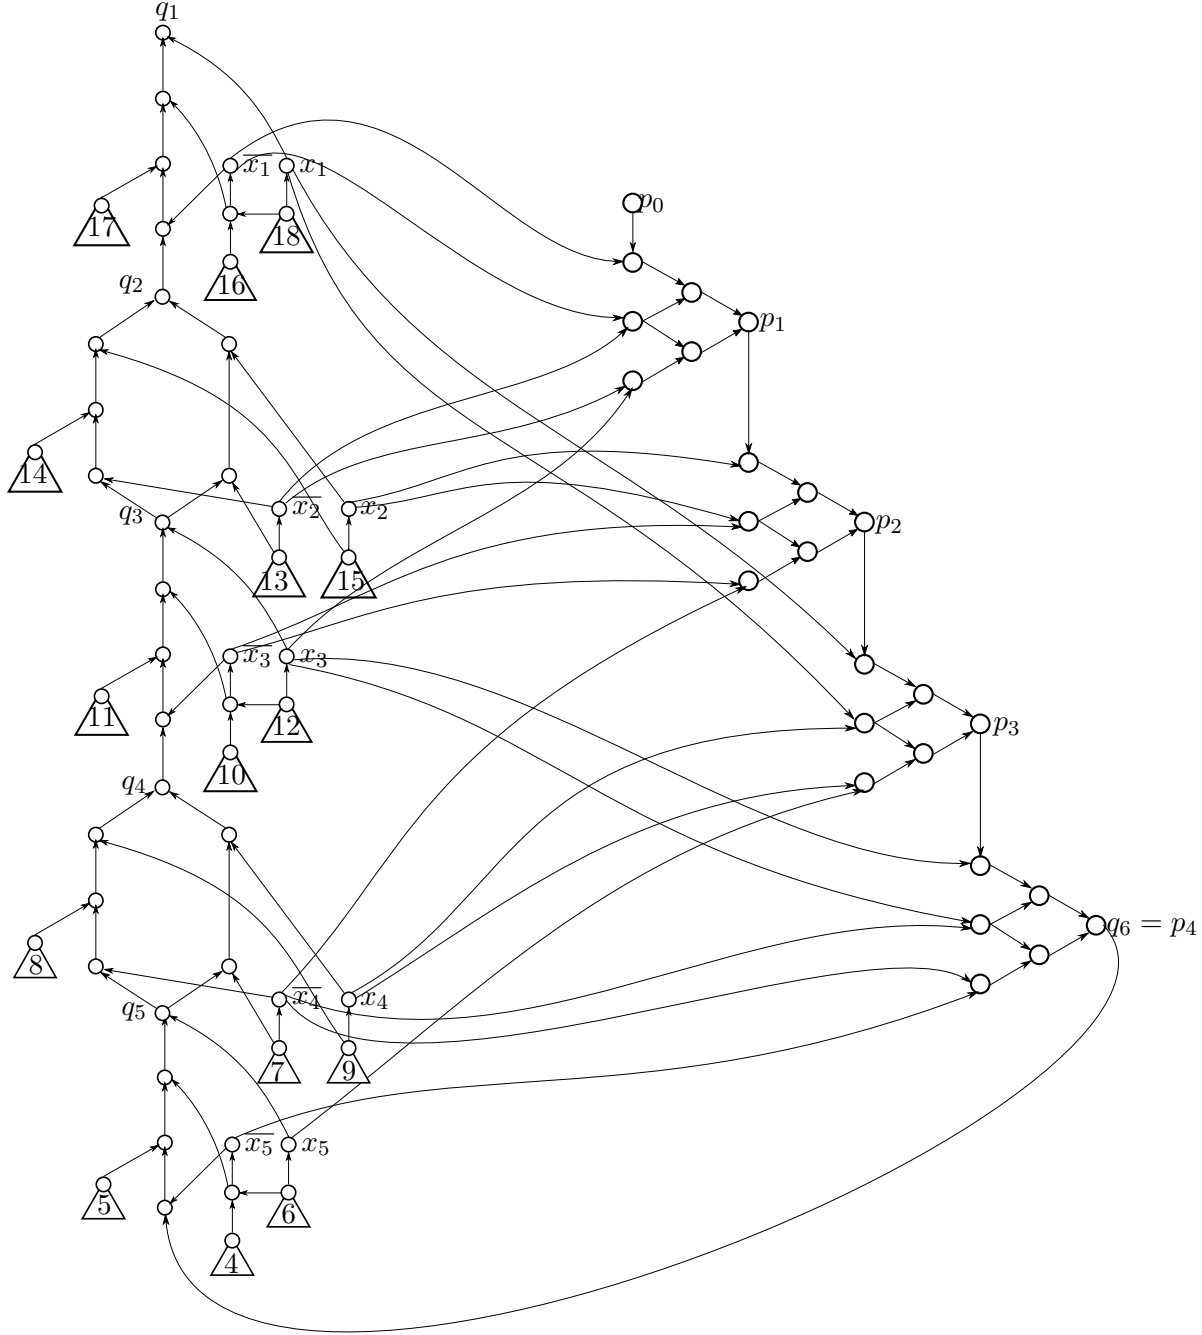 q₁
x̅₁ x₁
p₀
17
18
q₂
16
p₁
14
q₃
x̅₂ x₂
p₂
13
15
x̅₃ x₃
11
12
p₃
10
q₄
8
q₆ = p₄
x̅₄ x₄
q₅
7
9
x̅₅ x₅
5
6
4